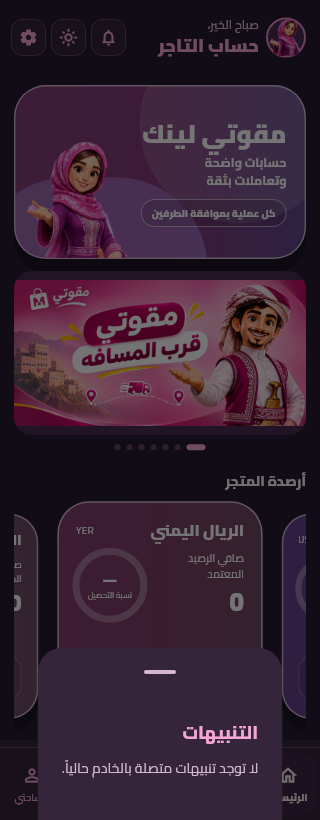 صباح الخير،
حساب التاجر
مقوتي لينك
حسابات واضحة
وتعاملات بثقة
كل عملية بموافقة الطرفين
مقوتي
مقوتي
قرب المسافه
أرصدة المتجر
الريال اليمني
YER
صافي الرصيد
المعتمد
0
—
نسبة التحصيل
التنبيهات
لا توجد تنبيهات متصلة بالخادم حالياً.